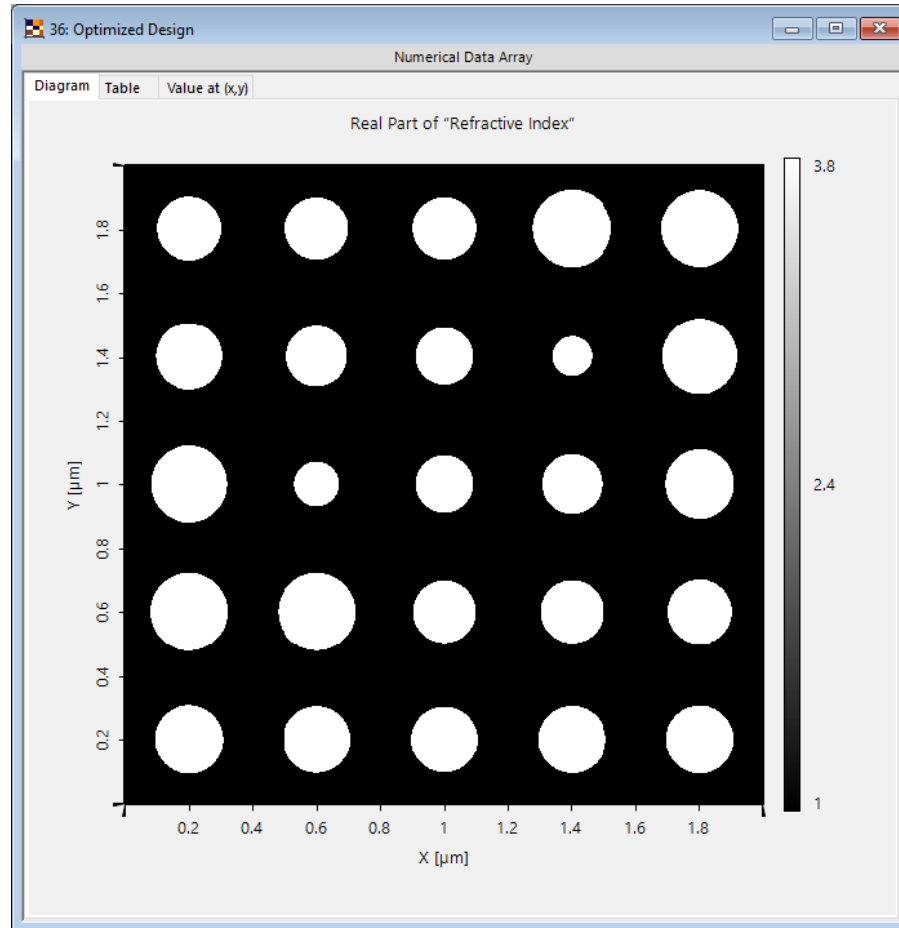 36: Optimized Design
Numerical Data Array
Diagram Table Value at (x,y)
Real Part of “Refractive Index”
3.8
2.4
1
Y [µm]
1.8
1.6
1.4
1.2
1
0.8
0.6
0.4
0.2
0.2 0.4 0.6 0.8 1 1.2 1.4 1.6 1.8
X [µm]